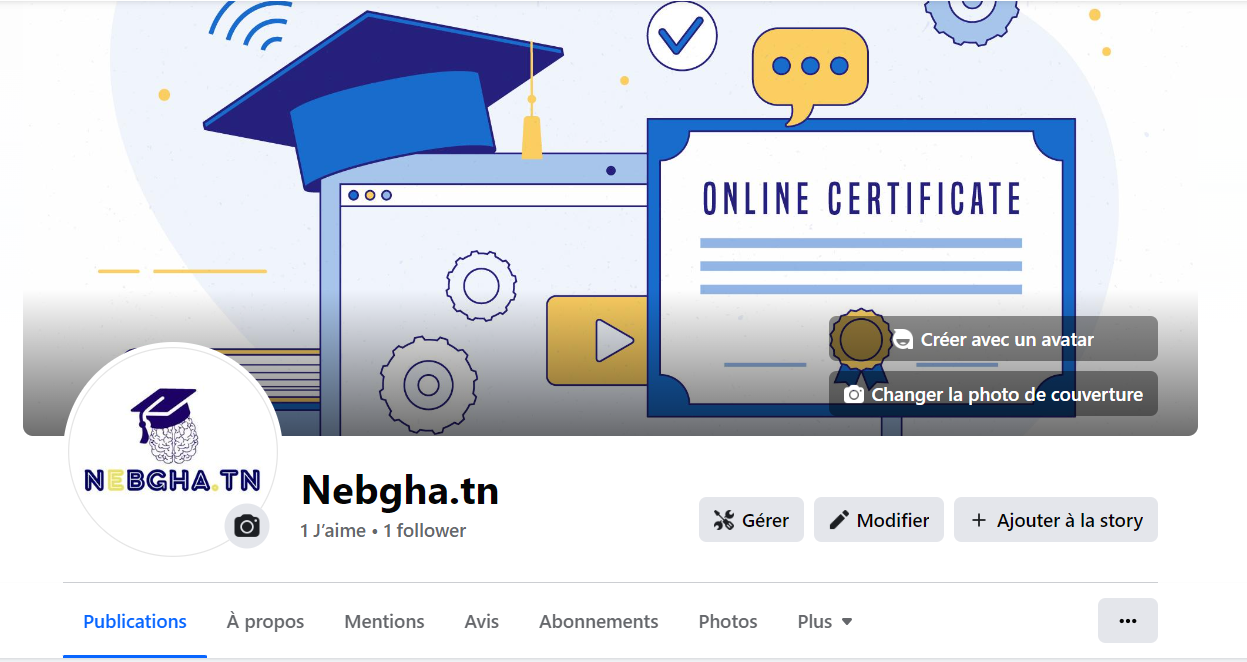 ONLINE CERTIFICATE
Créer avec un avatar
Changer la photo de couverture
NEBGHA.TN
Nebgha.tn
1 J’aime • 1 follower
Gérer
Modifier
+ Ajouter à la story
Publications
À propos
Mentions
Avis
Abonnements
Photos
Plus